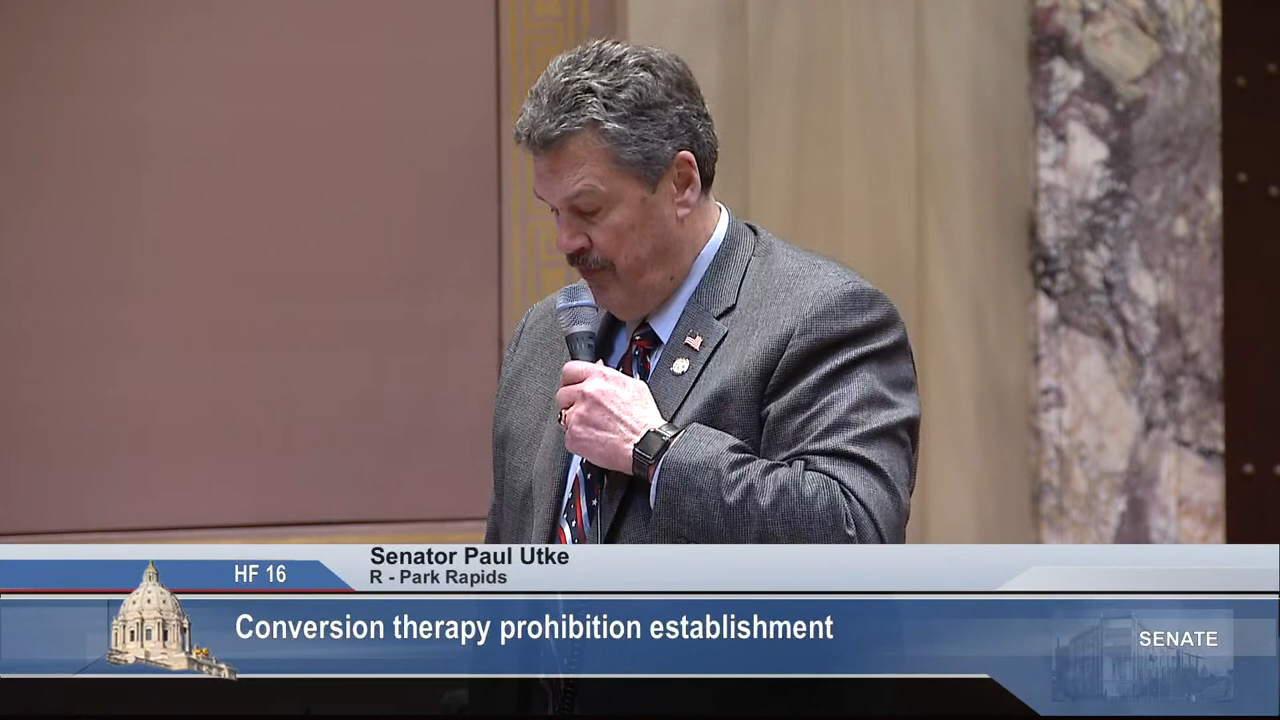 Senator Paul Utke
HF 16
R - Park Rapids
Conversion therapy prohibition establishment
SENATE